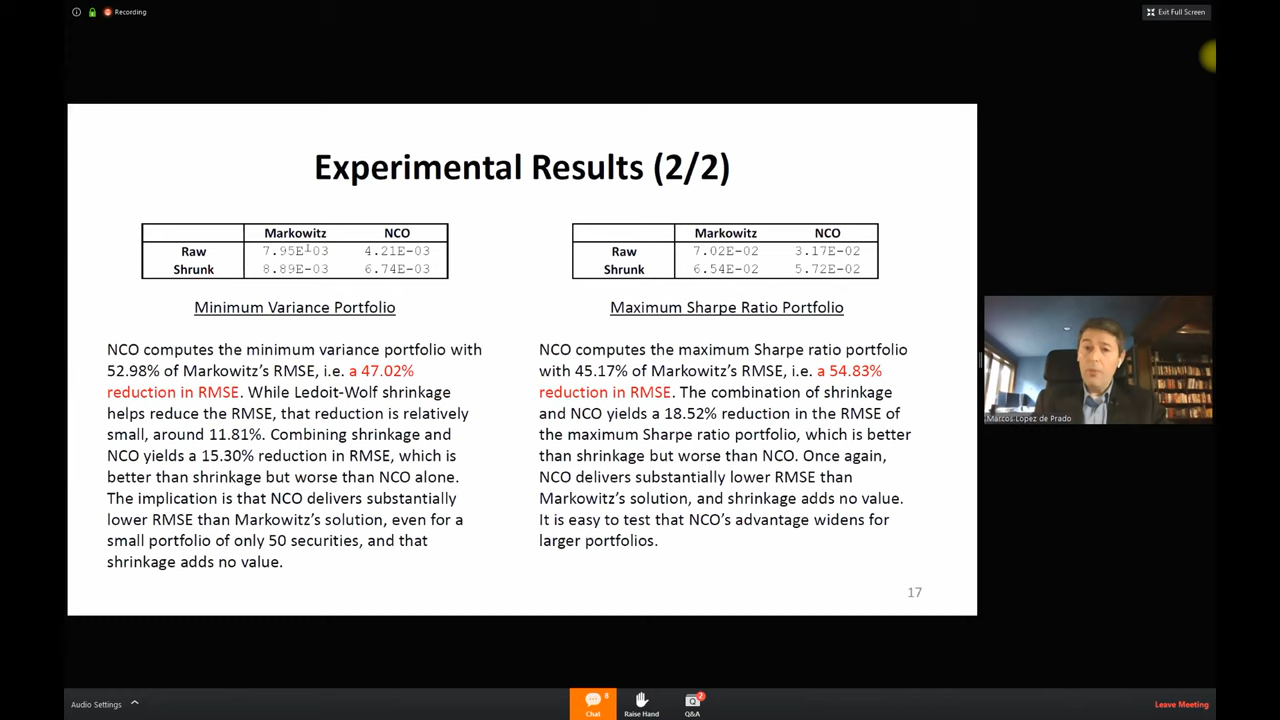 Recording
Exit Full Screen
Experimental Results (2/2)
Markowitz NCO
Raw 7.95E-03 4.21E-03
Shrunk 8.89E-03 6.74E-03
Minimum Variance Portfolio
NCO computes the minimum variance portfolio with
52.98% of Markowitz's RMSE, i.e. a 47.02%
reduction in RMSE. While Ledoit-Wolf shrinkage
helps reduce the RMSE, that reduction is relatively
small, around 11.81%. Combining shrinkage and
NCO yields a 15.30% reduction in RMSE, which is
better than shrinkage but worse than NCO alone.
The implication is that NCO delivers substantially
lower RMSE than Markowitz's solution, even for a
small portfolio of only 50 securities, and that
shrinkage adds no value.
Markowitz NCO
Raw 7.02E-02 3.17E-02
Shrunk 6.54E-02 5.72E-02
Maximum Sharpe Ratio Portfolio
NCO computes the maximum Sharpe ratio portfolio
with 45.17% of Markowitz's RMSE, i.e. a 54.83%
reduction in RMSE. The combination of shrinkage
and NCO yields a 18.52% reduction in the RMSE of
the maximum Sharpe ratio portfolio, which is better
than shrinkage but worse than NCO. Once again,
NCO delivers substantially lower RMSE than
Markowitz's solution, and shrinkage adds no value.
It is easy to test that NCO's advantage widens for
larger portfolios.
17
Marcos Lopez de Prado
Audio Settings
8
Chat
Raise Hand
2
Q&A
Leave Meeting